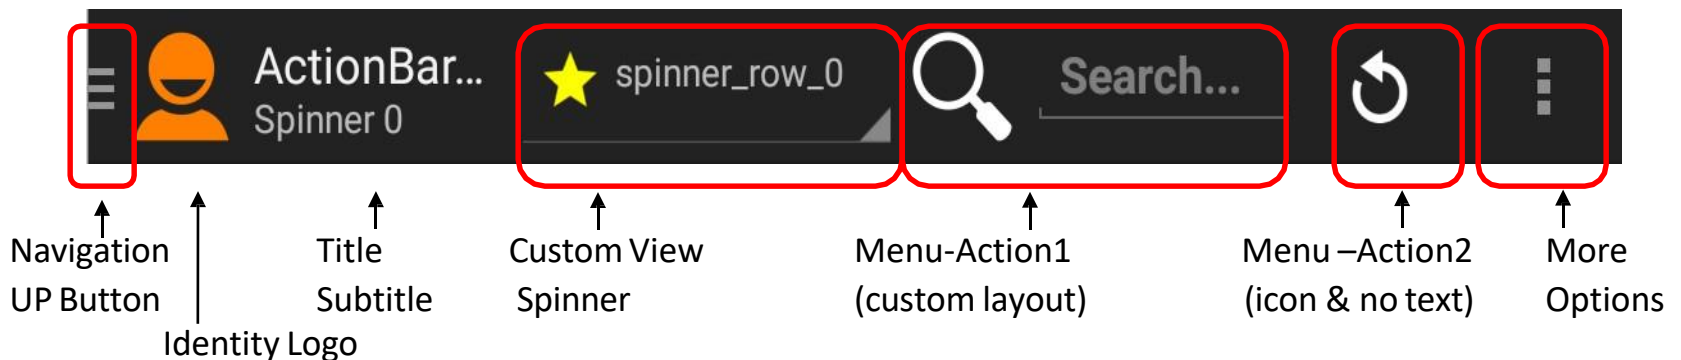 ActionBar...
Spinner 0
spinner_row_0
Search...
Navigation
UP Button
Identity Logo
Title
Subtitle
Custom View
Spinner
Menu-Action1
(custom layout)
Menu –Action2
(icon & no text)
More
Options